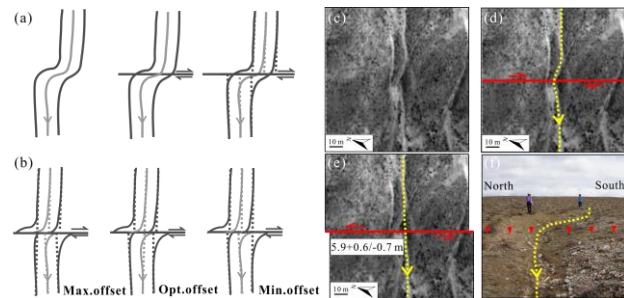 (a)
(b)
Max.offset
Opt.offset
Min.offset
(c)
10 m
N
(d)
10 m
N
(e)
5.9+0.6/-0.7 m
10 m
N
(f)
North
South